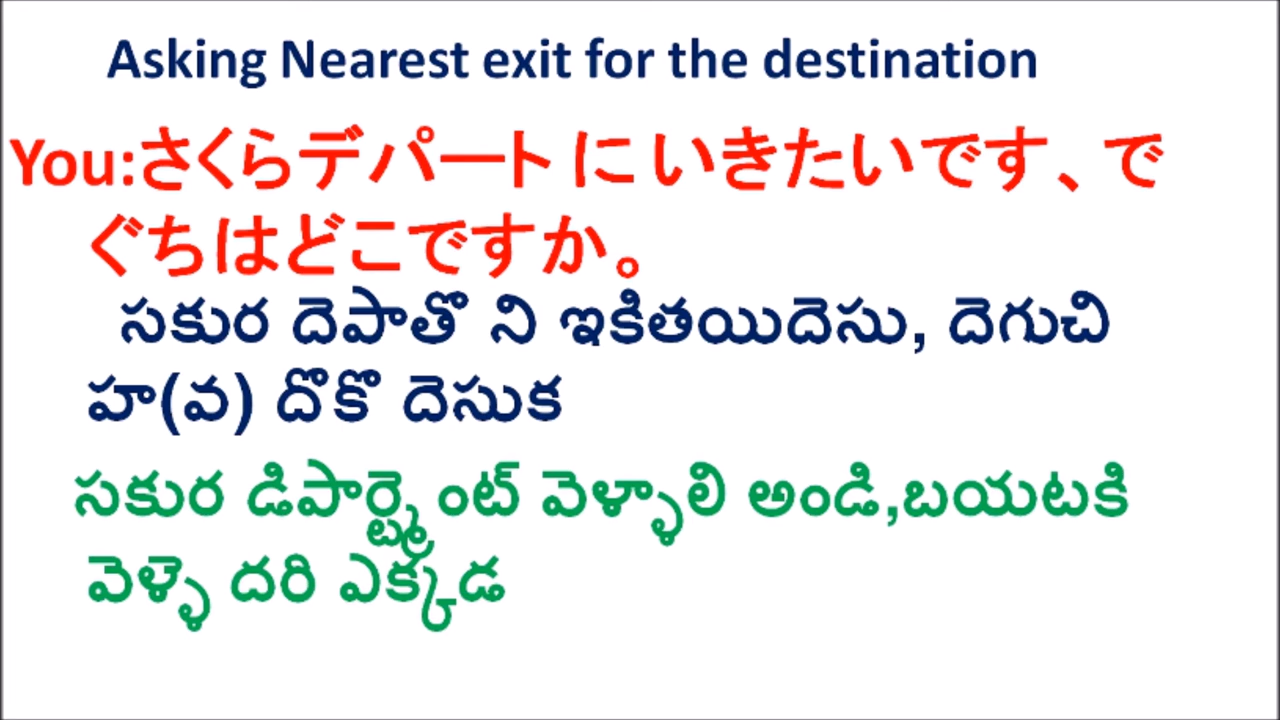 Asking Nearest exit for the destination
You:さくらデパート に いきたいです、で
ぐちはどこですか。
సకుర దెపాతొ ని ఇకితయిదెసు, దెగుచి
హ(వ) దొకొ దెసుక
సకుర డిపార్ట్మెంట్ వెళ్ళాలి అండి,బయటకి
వెళ్ళె దరి ఎక్కడ